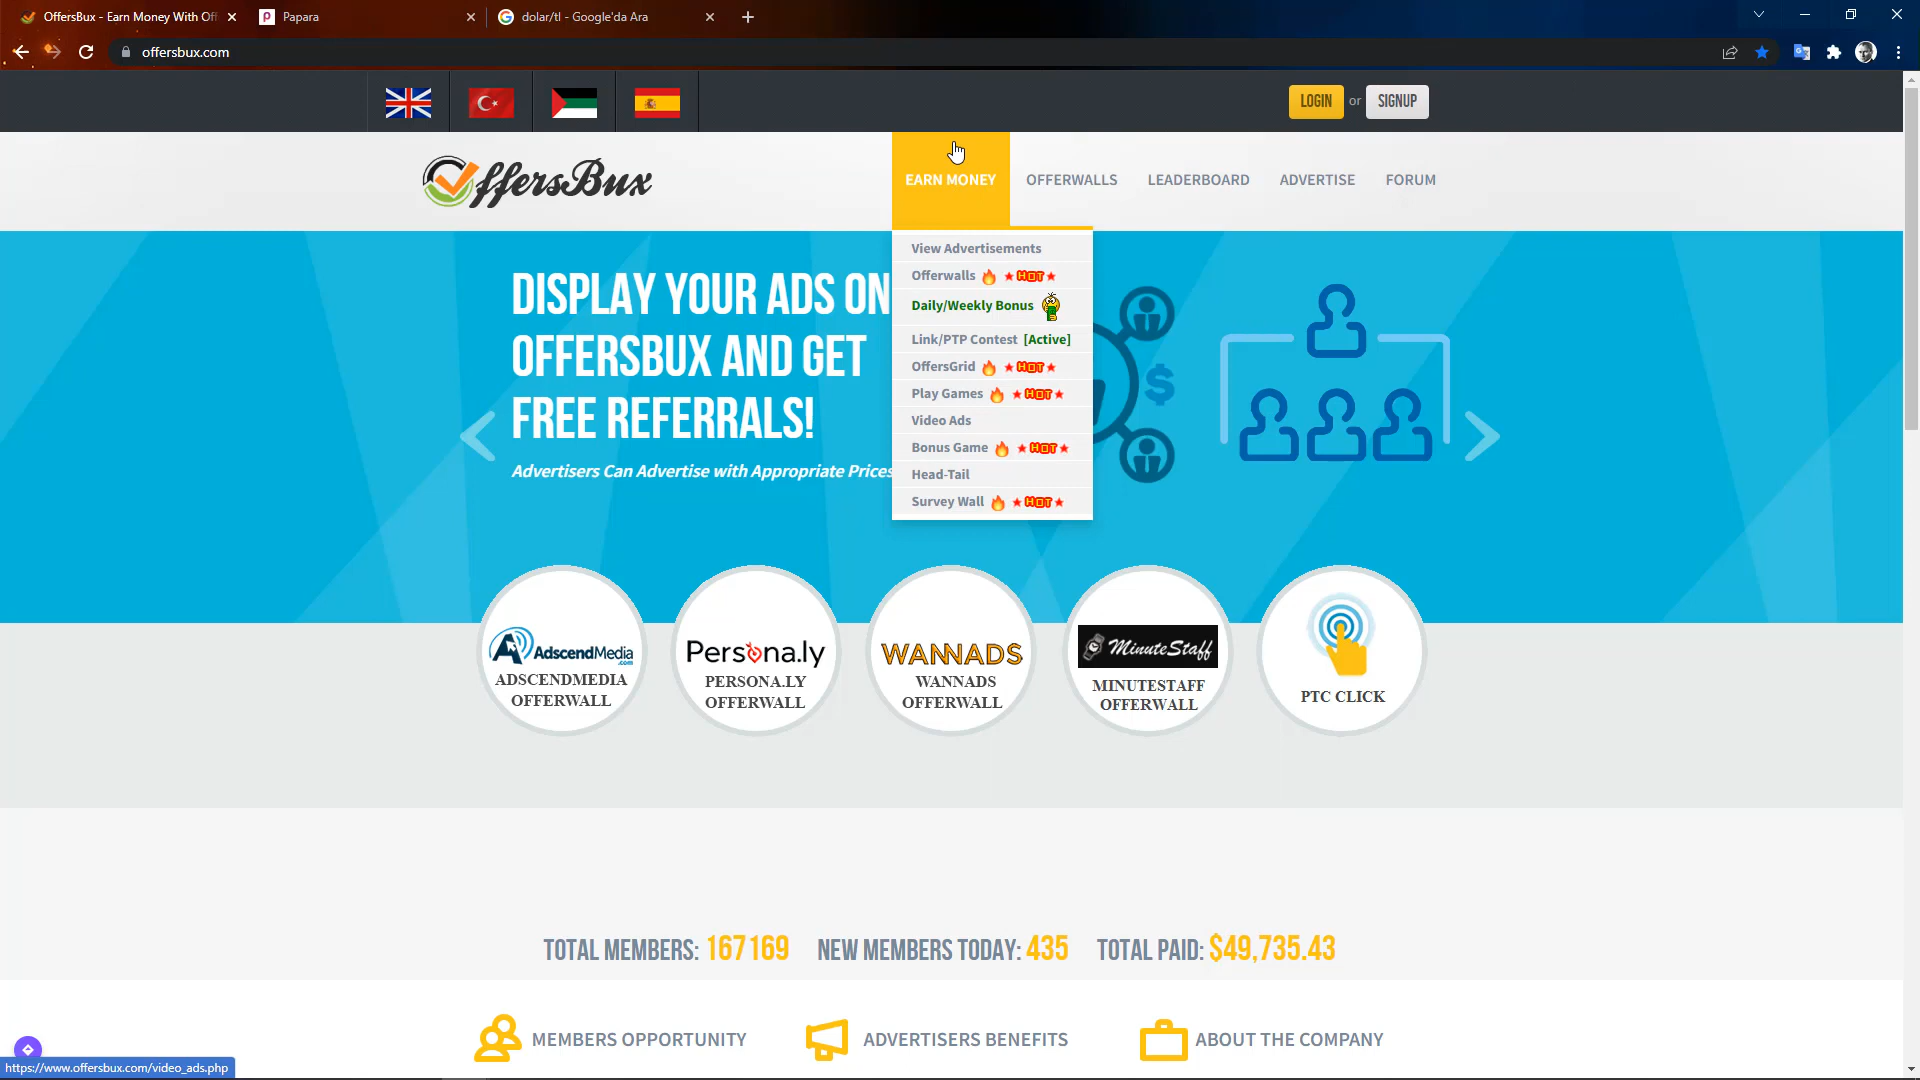 OffersBux - Earn Money With Off
Papara
dolar/tl - Google'da Ara
offersbux.com
LOGIN or SIGNUP
OffersBux
EARN MONEY
OFFERWALLS
LEADERBOARD
ADVERTISE
FORUM
View Advertisements
Offerwalls HOT
Daily/Weekly Bonus
Link/PTP Contest [Active]
OffersGrid HOT
Play Games HOT
Video Ads
Bonus Game HOT
Head-Tail
Survey Wall HOT
DISPLAY YOUR ADS ON
OFFERSBUX AND GET
FREE REFERRALS!
Advertisers Can Advertise with Appropriate Prices
$
AdscendMedia
.com
ADSCENDMEDIA
OFFERWALL
Persona.ly
PERSONA.LY
OFFERWALL
WANNADS
WANNADS
OFFERWALL
MinuteStaff
MINUTESTAFF
OFFERWALL
PTC CLICK
TOTAL MEMBERS: 167169
NEW MEMBERS TODAY: 435
TOTAL PAID: $49,735.43
MEMBERS OPPORTUNITY
ADVERTISERS BENEFITS
ABOUT THE COMPANY
https://www.offersbux.com/video_ads.php